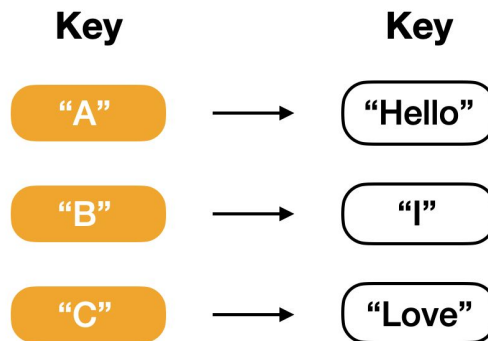 Key Key
“A” “Hello”
“B” “I”
“C” “Love”